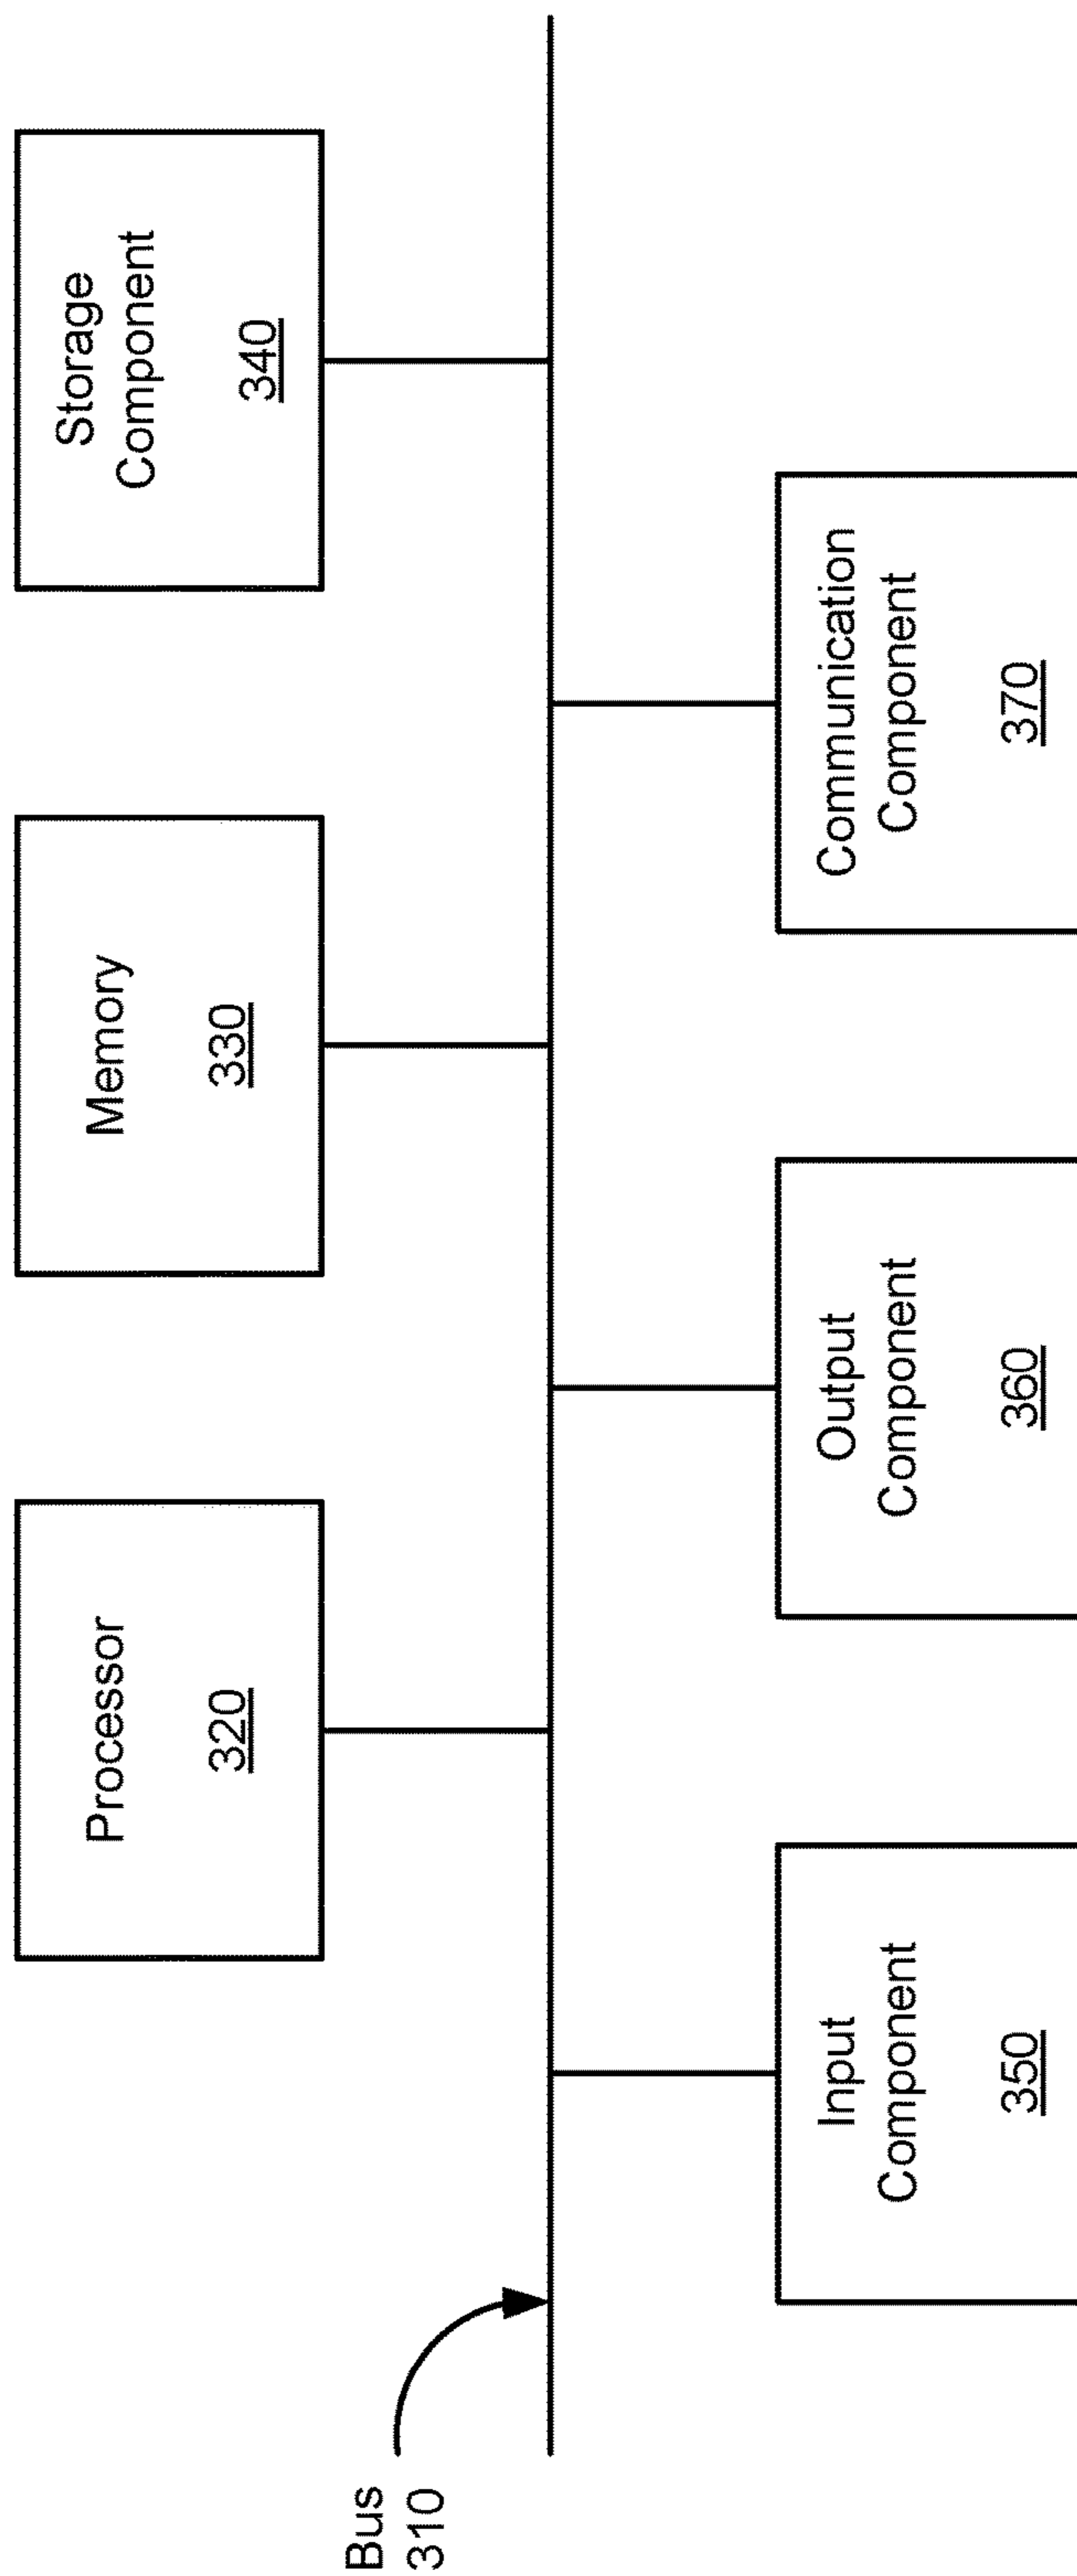 Processor
320
Memory
330
Storage
Component
340
Bus
310
Input
Component
350
Output
Component
360
Communication
Component
370